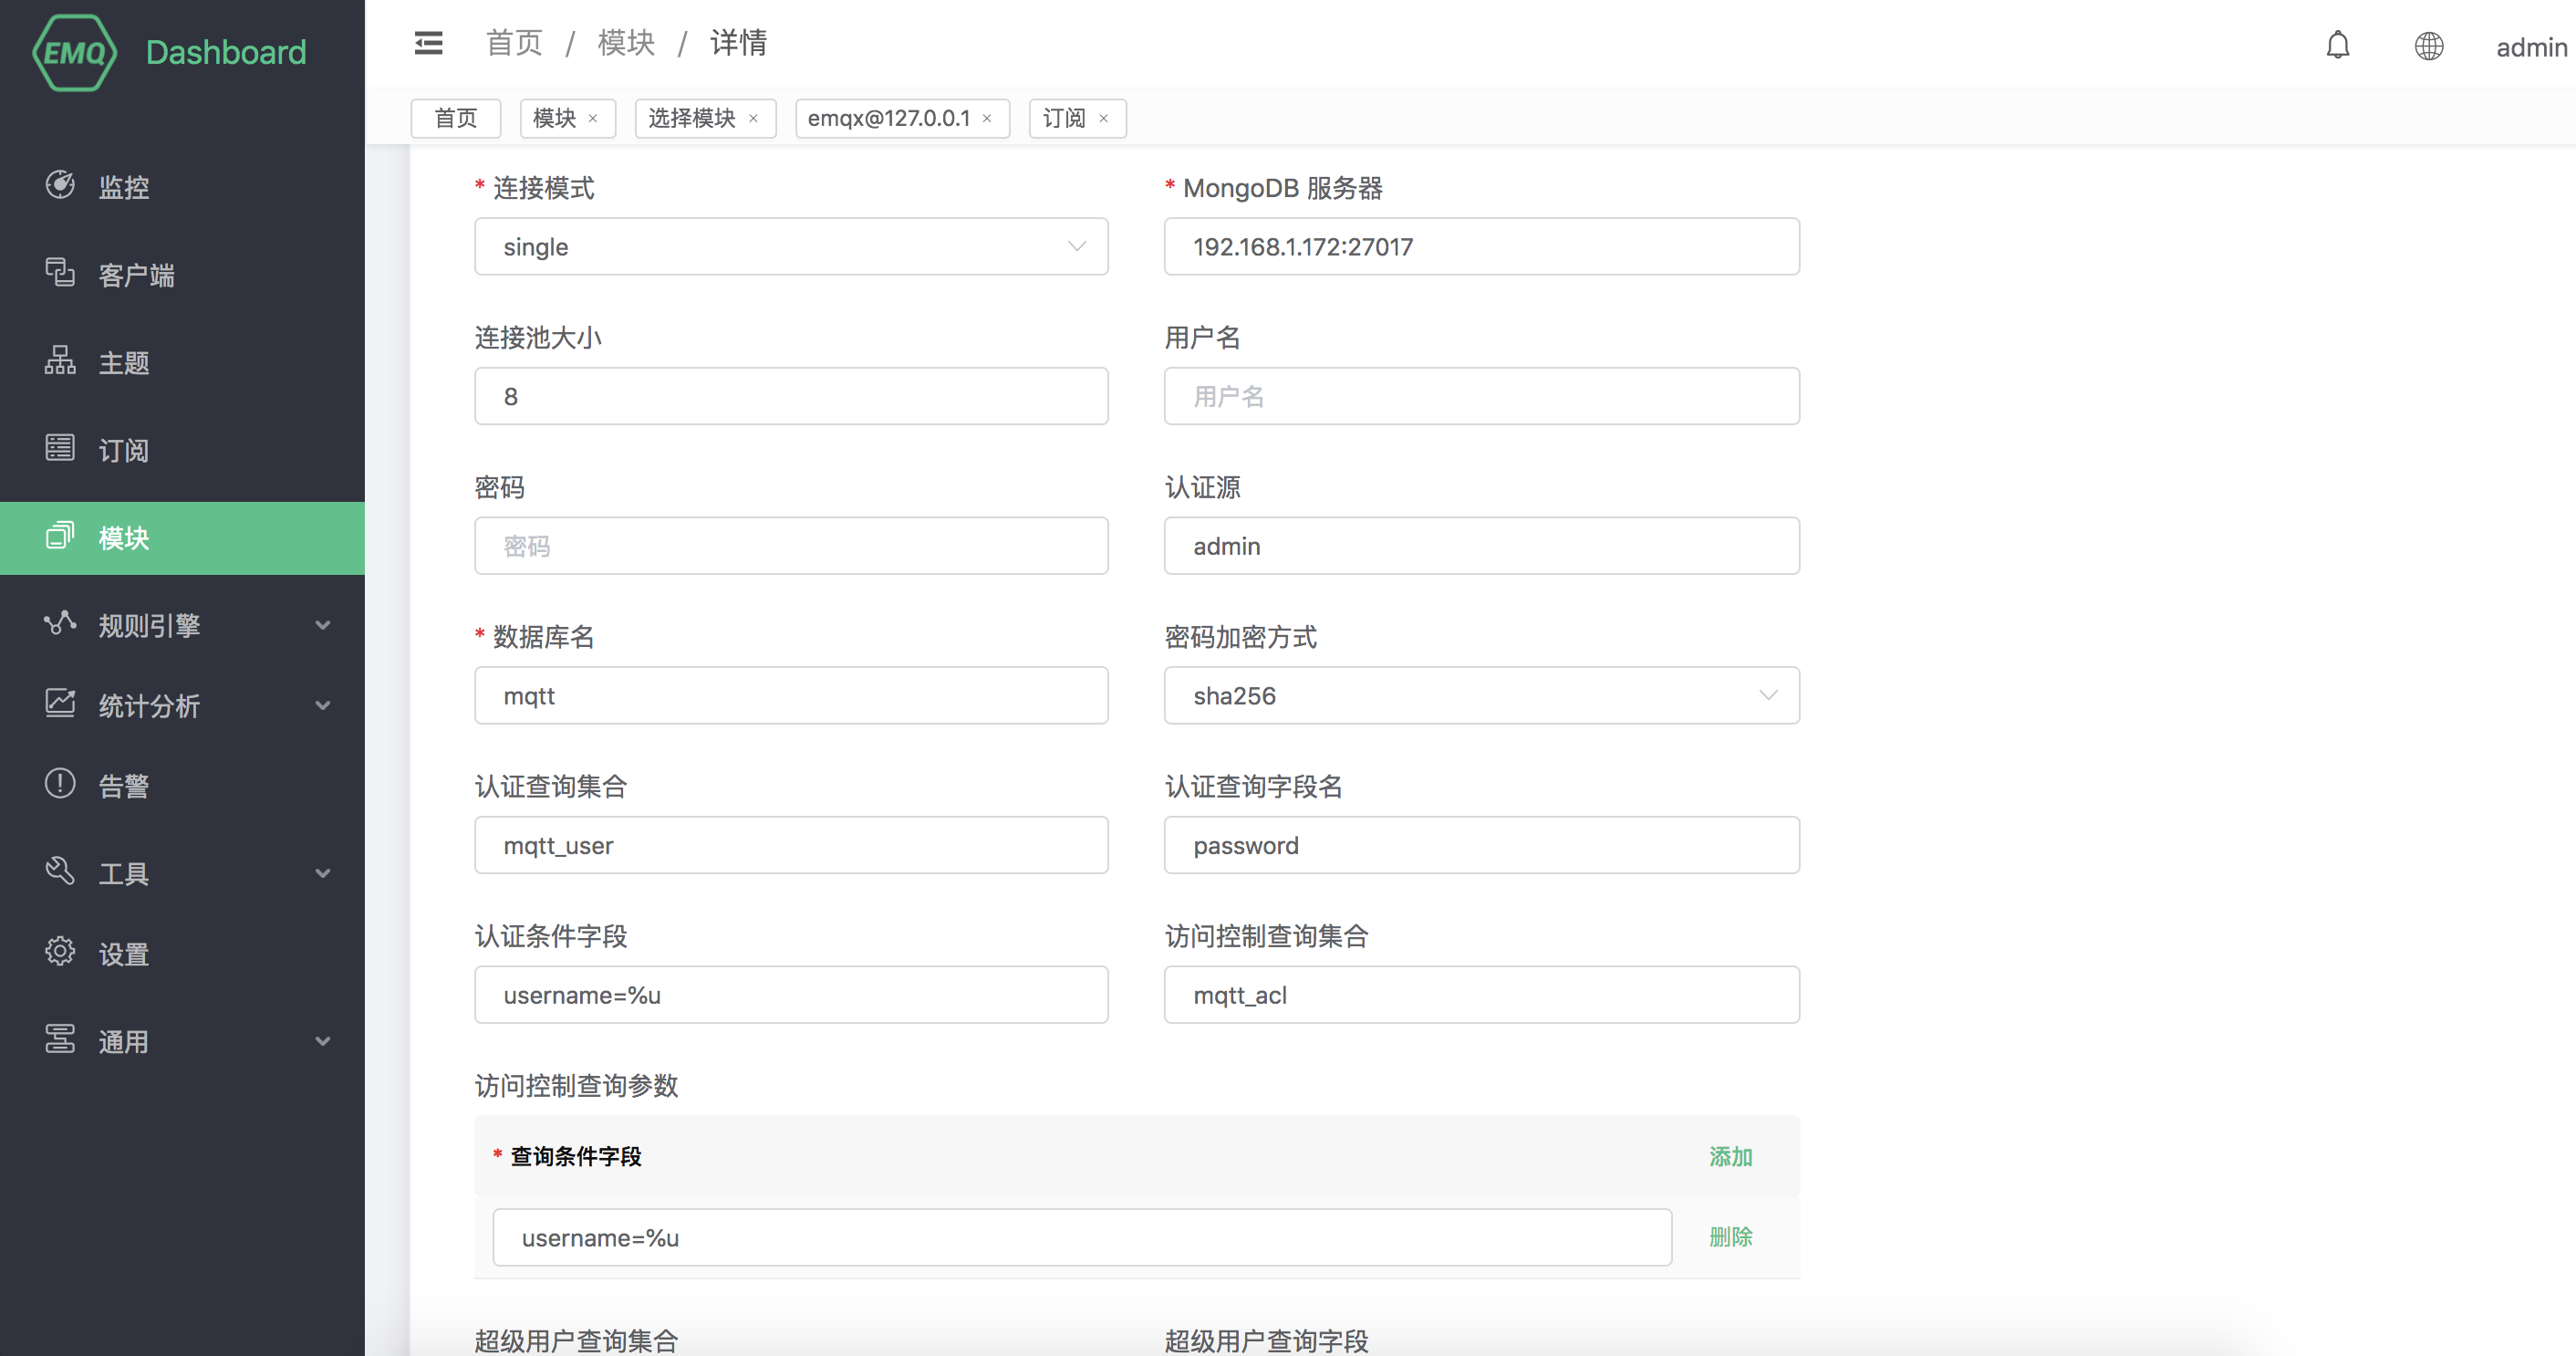 EMQ Dashboard
首页 / 模块 / 详情
admin
首页
模块 ×
选择模块 ×
emqx@127.0.0.1 ×
订阅 ×
监控
客户端
主题
订阅
模块
规则引擎
统计分析
告警
工具
设置
通用
* 连接模式
single
* MongoDB 服务器
192.168.1.172:27017
连接池大小
8
用户名
用户名
密码
密码
认证源
admin
* 数据库名
mqtt
密码加密方式
sha256
认证查询集合
mqtt_user
认证查询字段名
password
认证条件字段
username=%u
访问控制查询集合
mqtt_acl
访问控制查询参数
* 查询条件字段
添加
username=%u
删除
超级用户查询集合
超级用户查询字段